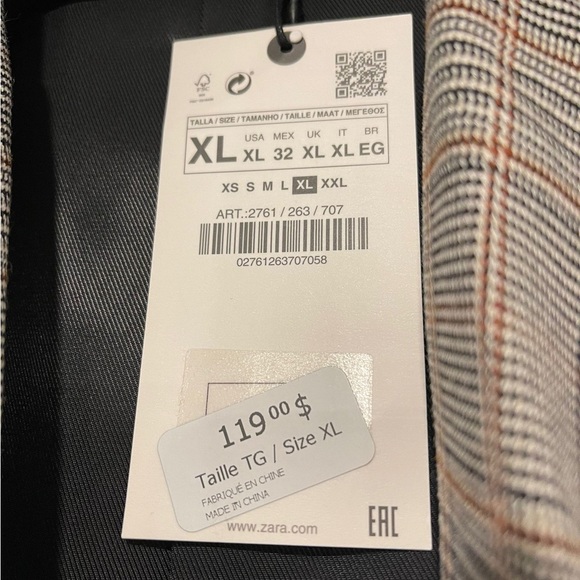 FSC
TALLA / SIZE / TAMANHO / TAILLE / MAAT / ΜΕΓΕΘΟΣ
USA MEX UK IT BR
XL XL 32 XL XL EG
XS S M L XL XXL
ART.:2761 / 263 / 707
02761263707058
119 00 $
Taille TG / Size XL
FABRIQUÉ EN CHINE
MADE IN CHINA
www.zara.com
EAC